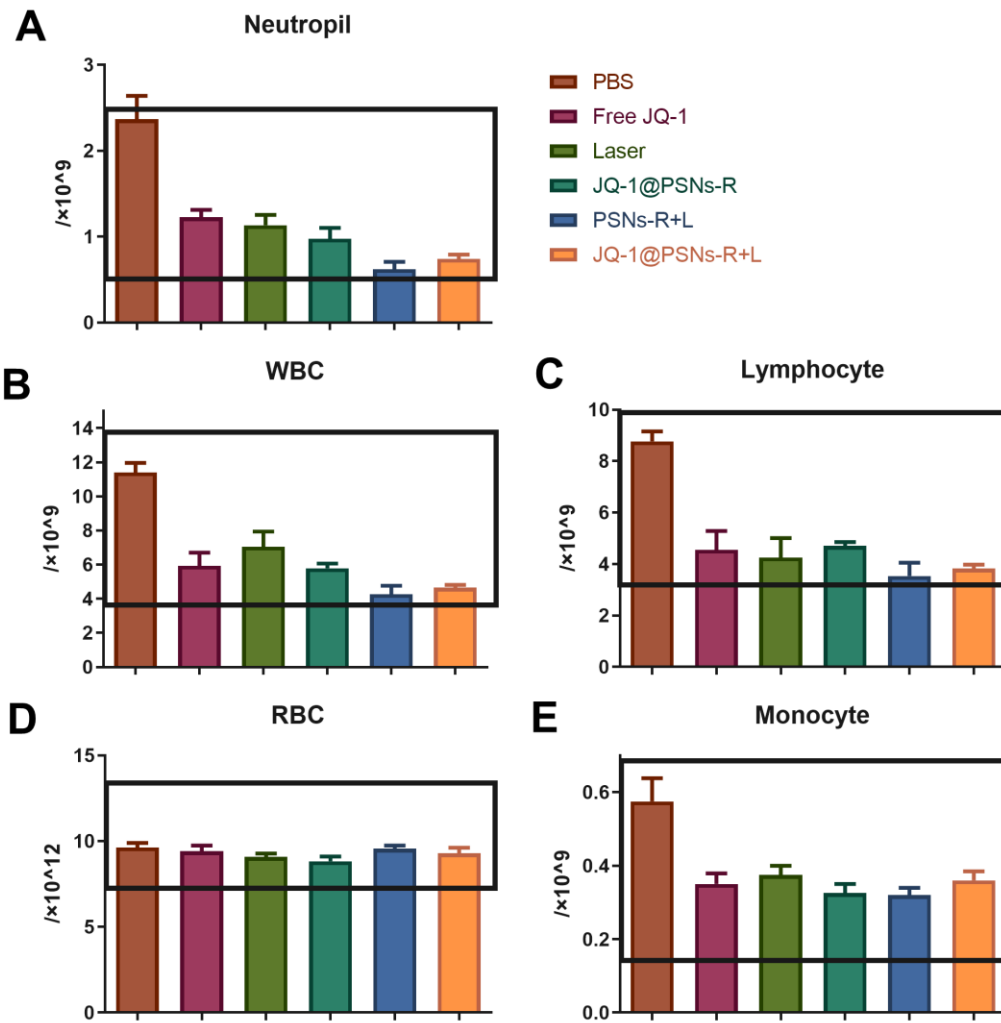 A
Neutropil
3
2
1
0
/×10^9
PBS
Free JQ-1
Laser
JQ-1@PSNs-R
PSNs-R+L
JQ-1@PSNs-R+L
B
WBC
14
12
10
8
6
4
2
0
/×10^9
C
Lymphocyte
10
8
6
4
2
0
/×10^9
D
RBC
15
10
5
0
/×10^12
E
Monocyte
0.6
0.4
0.2
0.0
/×10^9